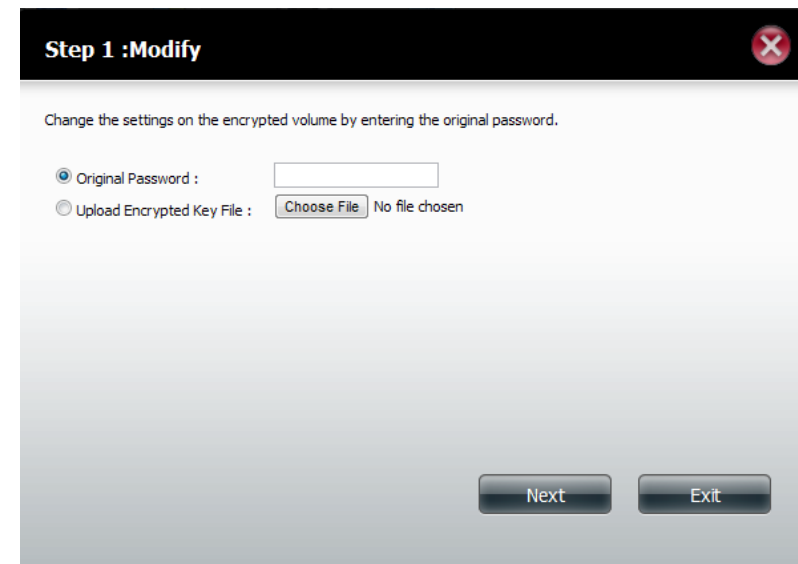 Step 1 :Modify
Change the settings on the encrypted volume by entering the original password.
Original Password :
Upload Encrypted Key File : Choose File No file chosen
Next Exit